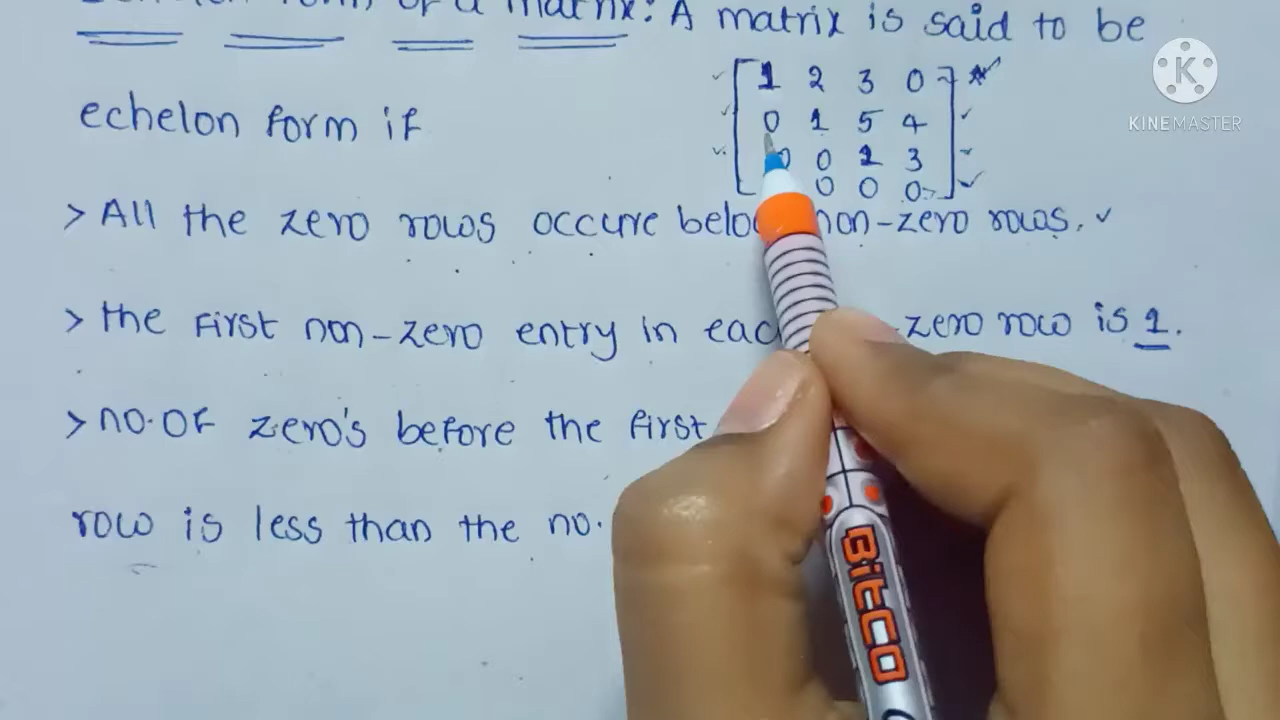 form of a matrix: A matrix is said to be
echelon form if
1 2 3 0
0 1 5 4
0 0 1 3
0 0 0
> All the zero rows occure below non-zero rows.
> the first non-zero entry in each -zero row is 1.
> no. of zero's before the first
row is less than the no.
KINEMASTER
BitCO